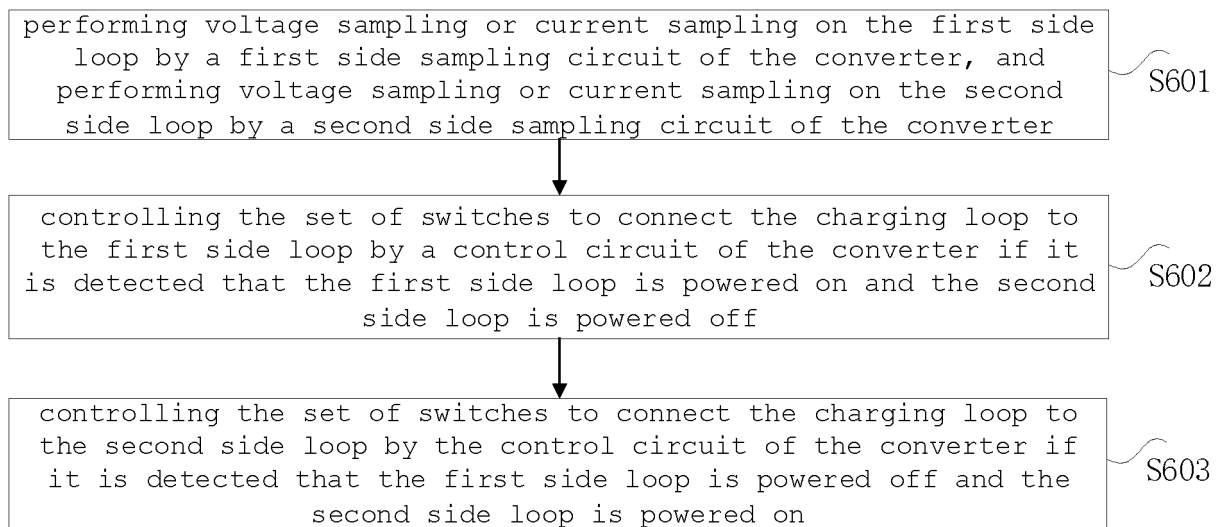 performing voltage sampling or current sampling on the first side
loop by a first side sampling circuit of the converter, and
performing voltage sampling or current sampling on the second
side loop by a second side sampling circuit of the converter
S601
controlling the set of switches to connect the charging loop to
the first side loop by a control circuit of the converter if it
is detected that the first side loop is powered on and the second
side loop is powered off
S602
controlling the set of switches to connect the charging loop to
the second side loop by the control circuit of the converter if
it is detected that the first side loop is powered off and the
second side loop is powered on
S603